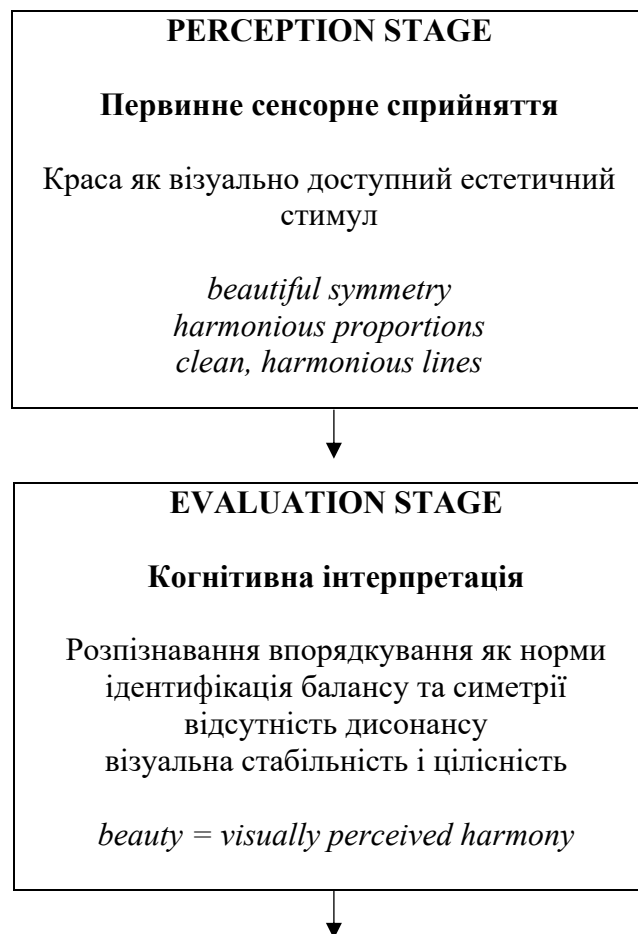 PERCEPTION STAGE
Первинне сенсорне сприйняття
Краса як візуально доступний естетичний
стимул
beautiful symmetry
harmonious proportions
clean, harmonious lines
EVALUATION STAGE
Когнітивна інтерпретація
Розпізнавання впорядкування як норми
ідентифікація балансу та симетрії
відсутність дисонансу
візуальна стабільність і цілісність
beauty = visually perceived harmony